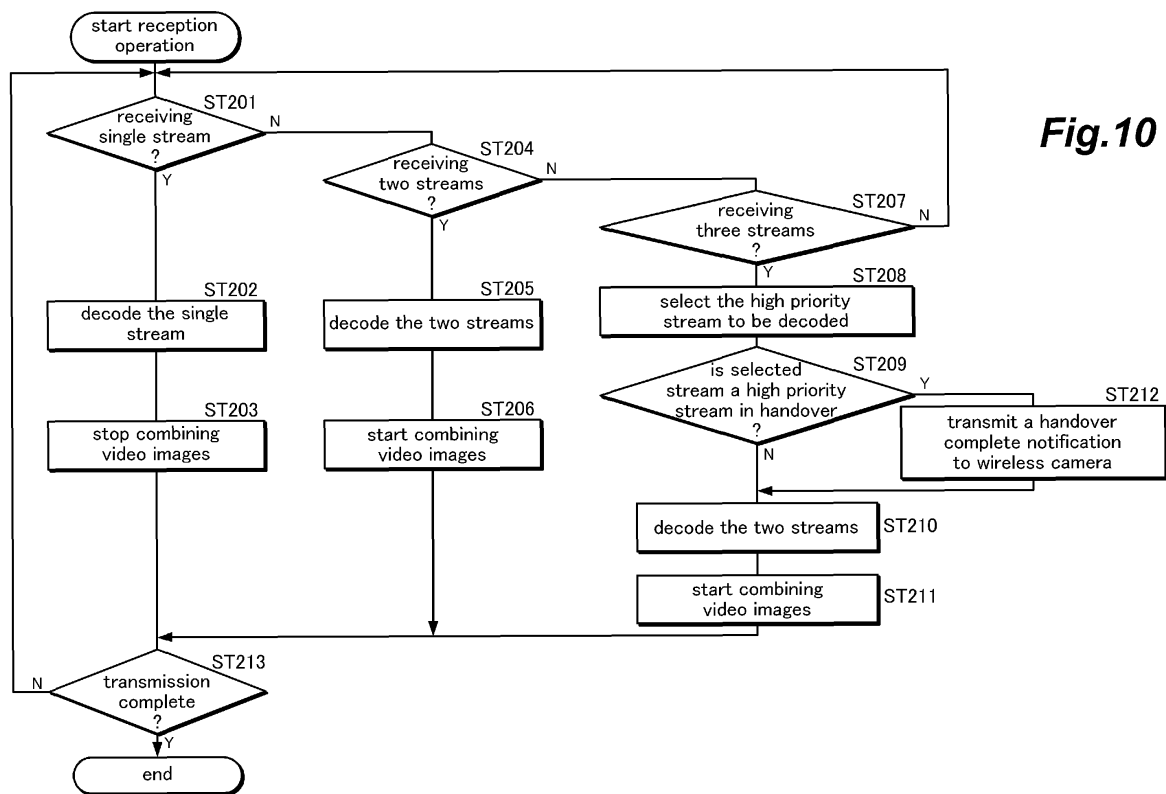 start reception
operation
Fig.10
ST201
receiving
single stream
?
N
Y
ST204
receiving
two streams
?
N
Y
ST207
receiving
three streams
?
N
Y
ST202
decode the single
stream
ST205
decode the two streams
ST208
select the high priority
stream to be decoded
ST203
stop combining
video images
ST206
start combining
video images
ST209
is selected
stream a high priority
stream in handover
?
Y
N
ST212
transmit a handover
complete notification
to wireless camera
decode the two streams
ST210
start combining
video images
ST211
ST213
transmission
complete
?
N
Y
end